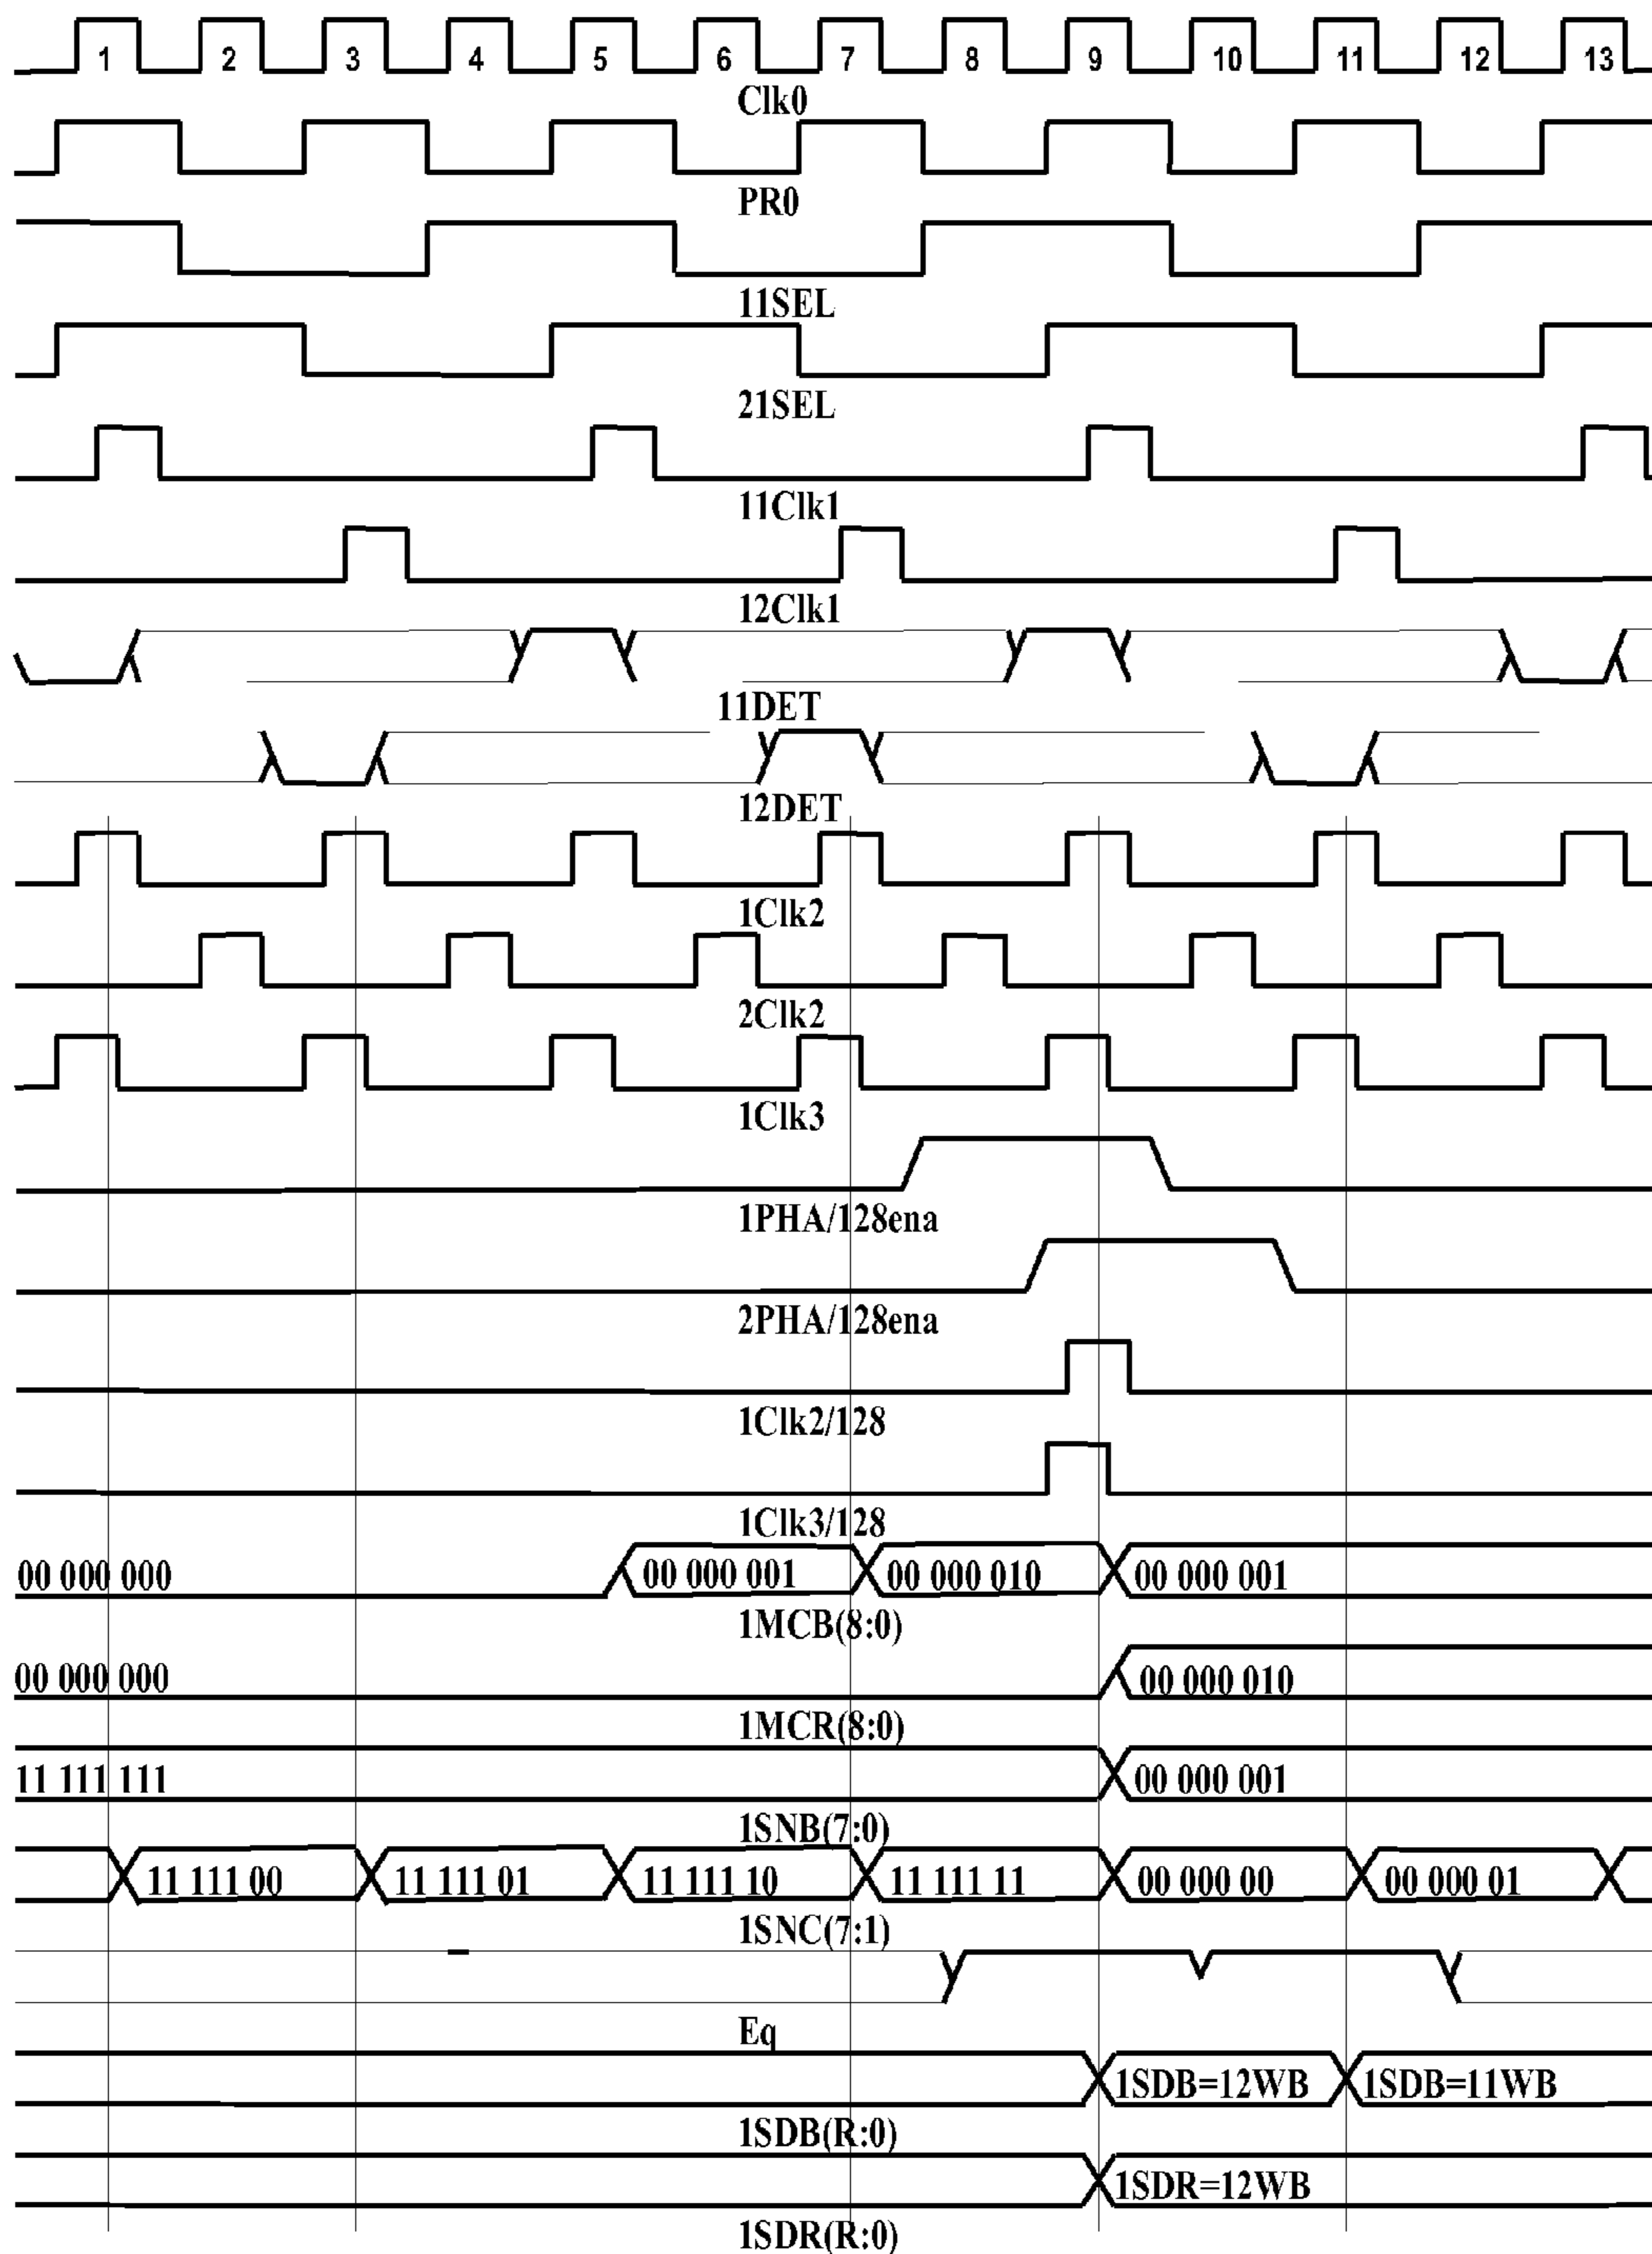 1 2 3 4 5 6 7 8 9 10 11 12 13
Clk0
PR0
11SEL
21SEL
11Clk1
12Clk1
11DET
12DET
1Clk2
2Clk2
1Clk3
1PHA/128ena
2PHA/128ena
1Clk2/128
1Clk3/128
00 000 000 00 000 001 00 000 010 00 000 001
1MCB(8:0)
00 000 000 00 000 010
1MCR(8:0)
11 111 111 00 000 001
1SNB(7:0)
11 111 00 11 111 01 11 111 10 11 111 11 00 000 00 00 000 01
1SNC(7:1)
Eq
1SDB=12WB 1SDB=11WB
1SDB(R:0)
1SDR=12WB
1SDR(R:0)